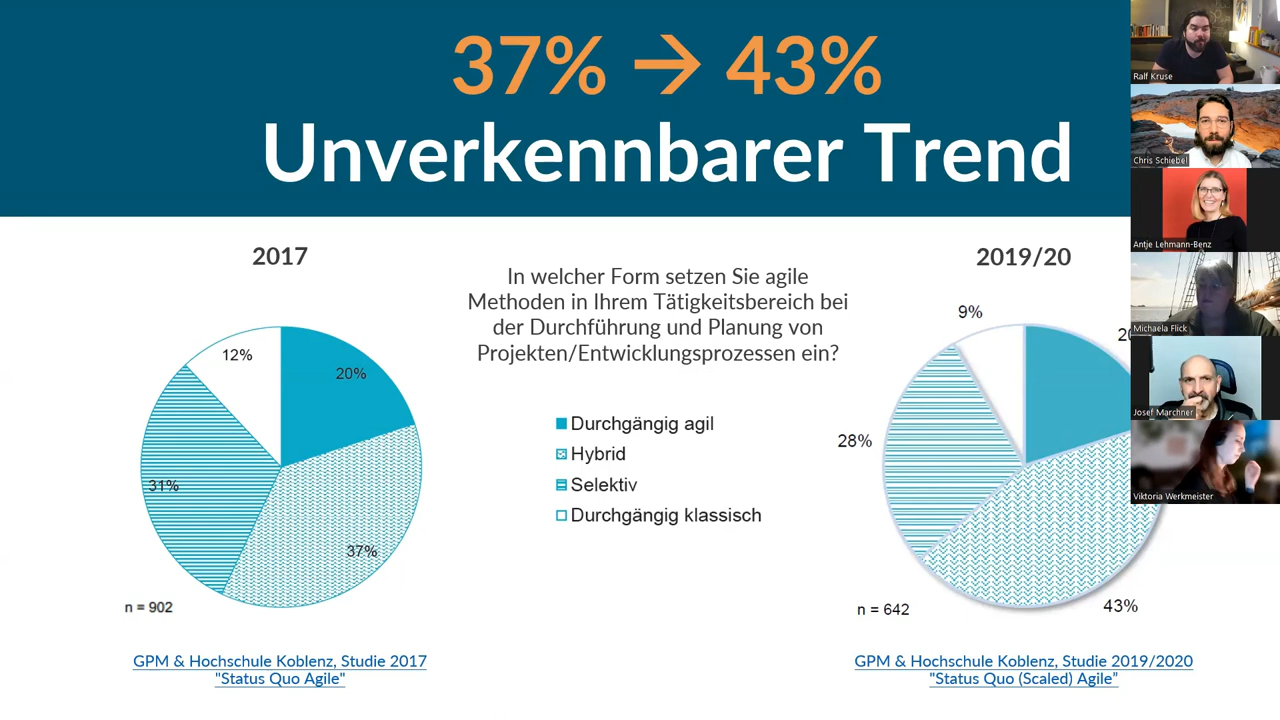 37% → 43%
Unverkennbarer Trend
2017
In welcher Form setzen Sie agile
Methoden in Ihrem Tätigkeitsbereich bei
der Durchführung und Planung von
Projekten/Entwicklungsprozessen ein?
2019/20
12%
20%
31%
37%
n = 902
Durchgängig agil
Hybrid
Selektiv
Durchgängig klassisch
9%
28%
43%
n = 642
GPM & Hochschule Koblenz, Studie 2017
"Status Quo Agile"
GPM & Hochschule Koblenz, Studie 2019/2020
"Status Quo (Scaled) Agile”
Ralf Kruse
Chris Schiebel
Antje Lehmann-Benz
Michaela Flick
Josef Marchner
Viktoria Werkmeister